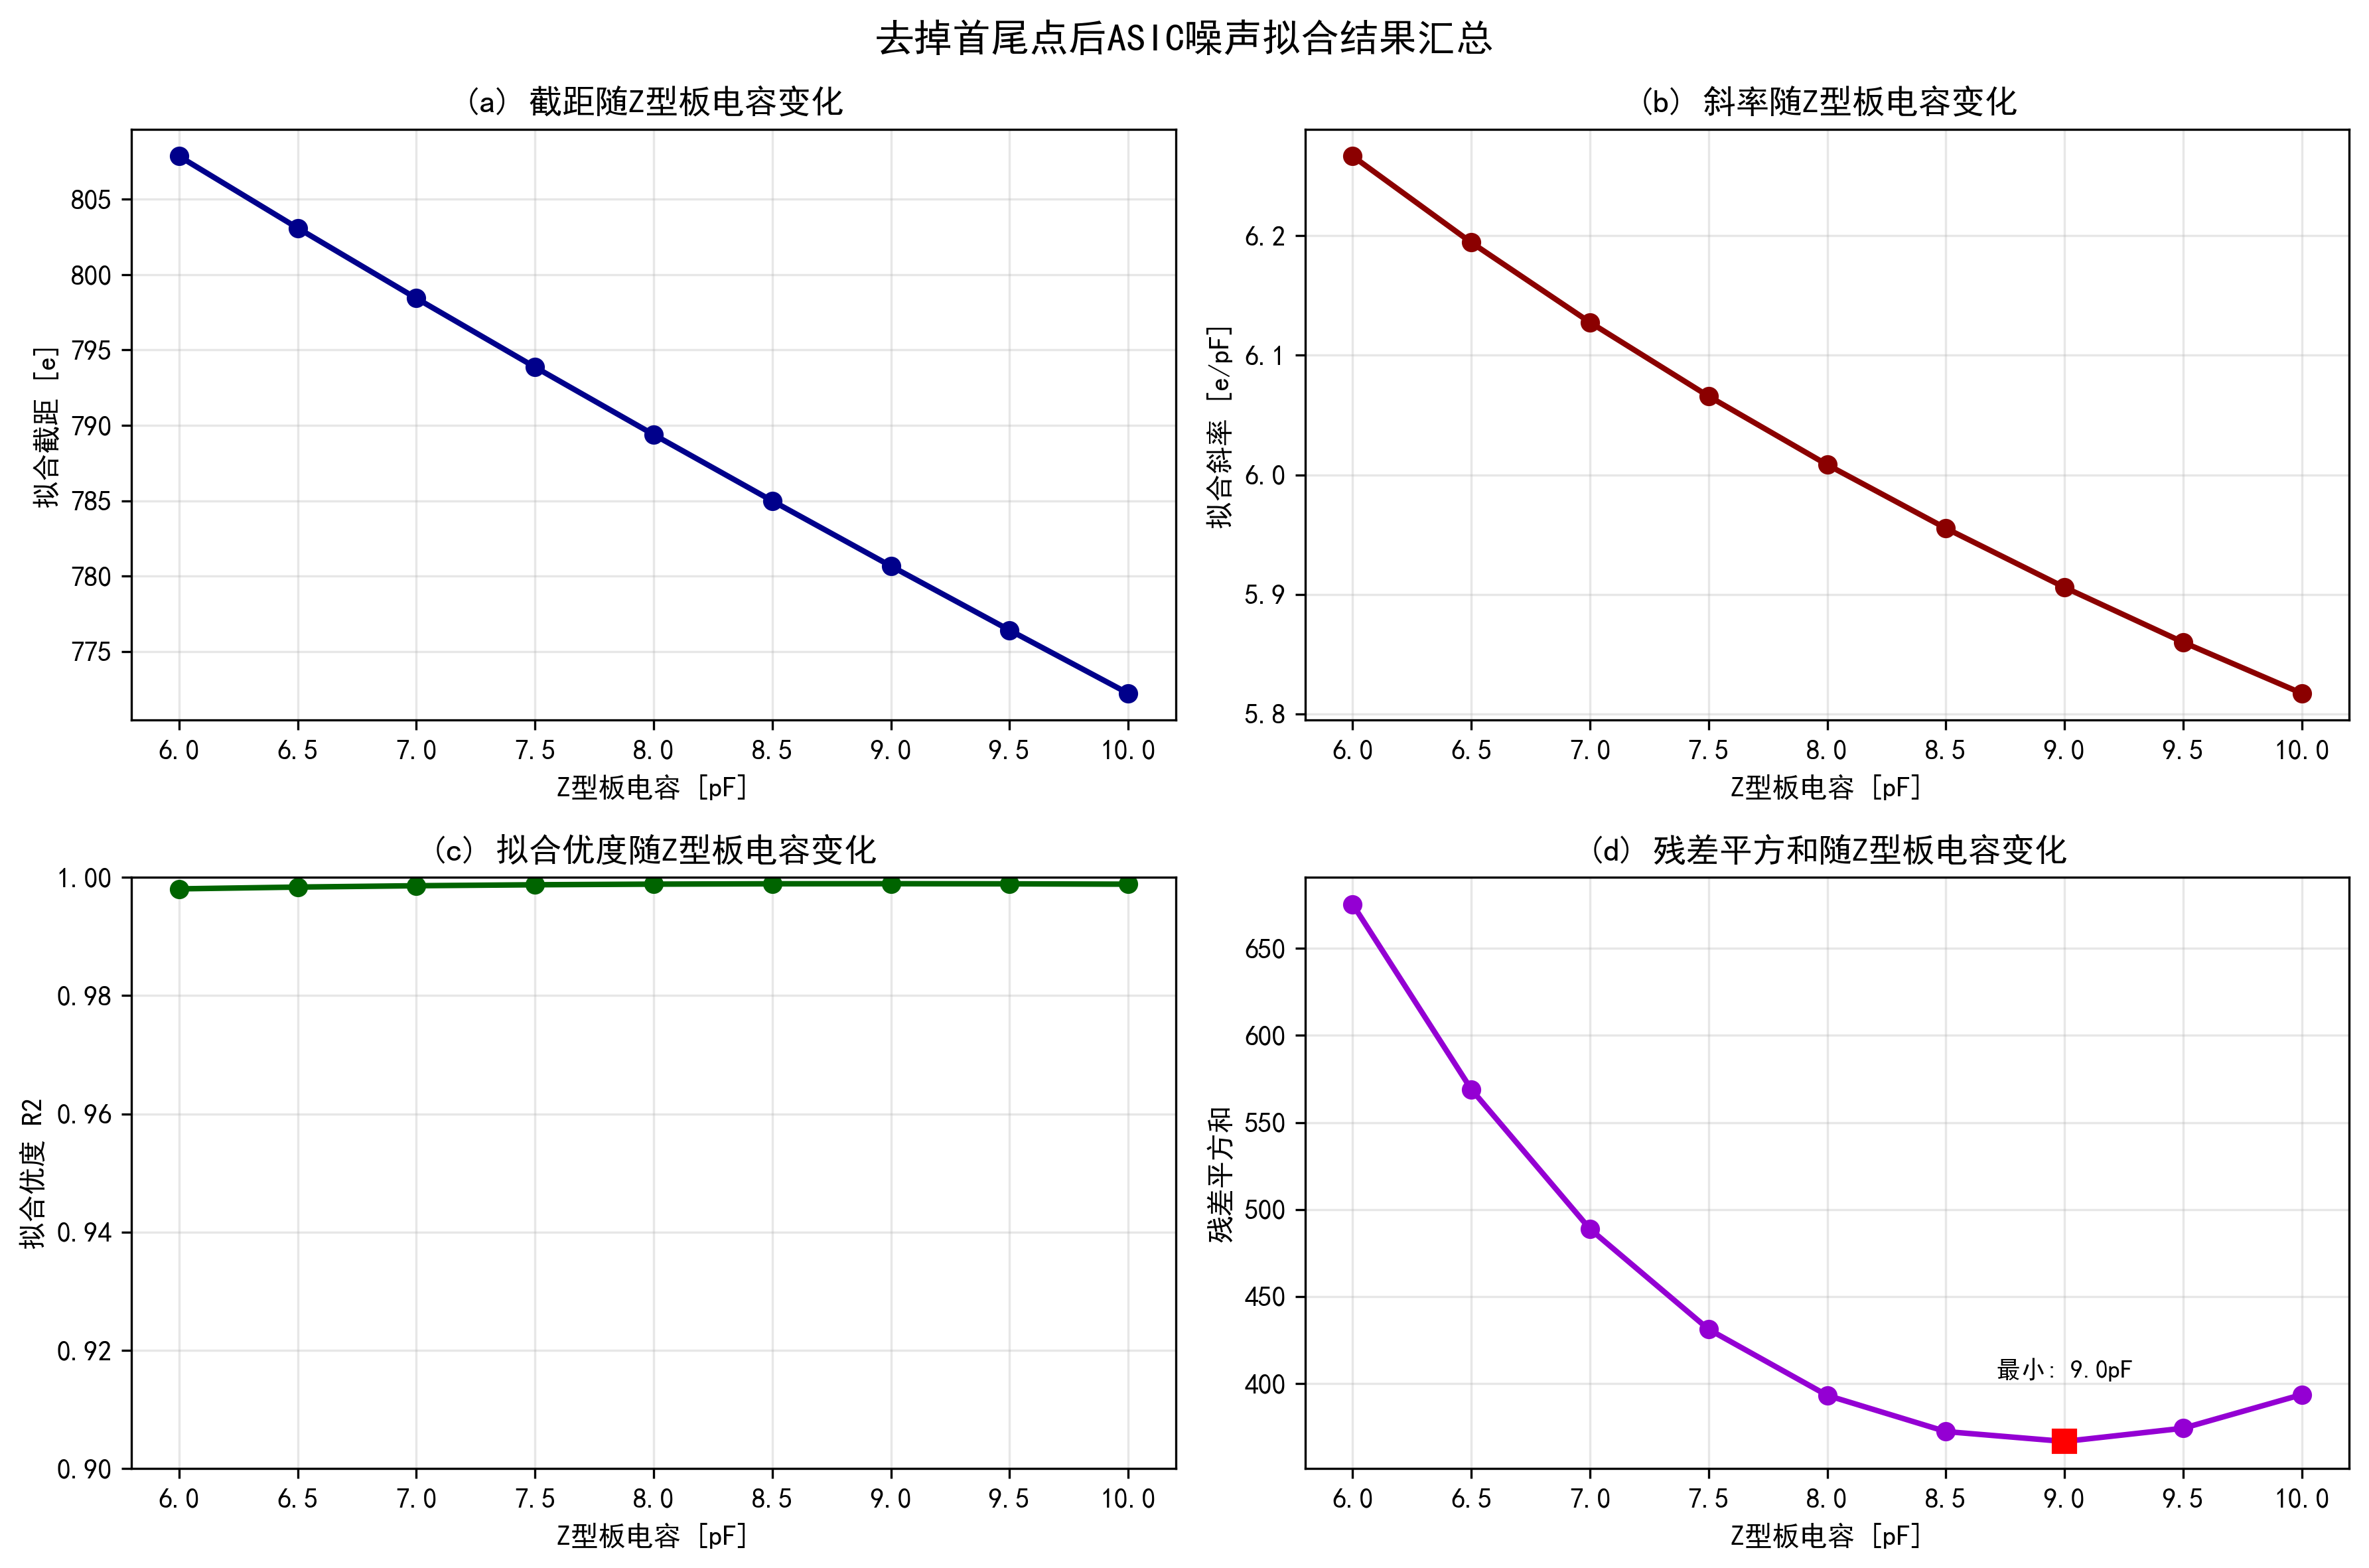 去掉首尾点后ASIC噪声拟合结果汇总
(a) 截距随Z型板电容变化
拟合截距 [e]
805
800
795
790
785
780
775
6.0 6.5 7.0 7.5 8.0 8.5 9.0 9.5 10.0
Z型板电容 [pF]
(b) 斜率随Z型板电容变化
拟合斜率 [e/pF]
6.2
6.1
6.0
5.9
5.8
6.0 6.5 7.0 7.5 8.0 8.5 9.0 9.5 10.0
Z型板电容 [pF]
(c) 拟合优度随Z型板电容变化
拟合优度 R2
1.00
0.98
0.96
0.94
0.92
0.90
6.0 6.5 7.0 7.5 8.0 8.5 9.0 9.5 10.0
Z型板电容 [pF]
(d) 残差平方和随Z型板电容变化
残差平方和
650
600
550
500
450
400
最小: 9.0pF
6.0 6.5 7.0 7.5 8.0 8.5 9.0 9.5 10.0
Z型板电容 [pF]